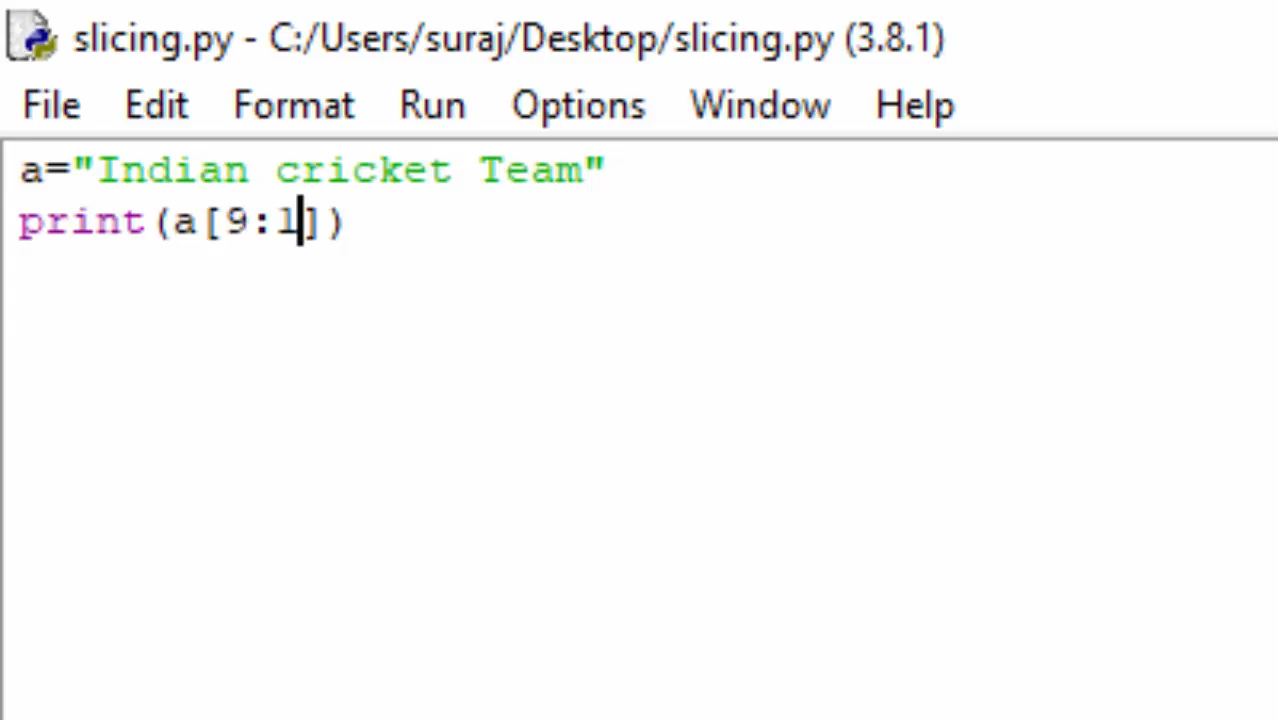 slicing.py - C:/Users/suraj/Desktop/slicing.py (3.8.1)
File Edit Format Run Options Window Help
a="Indian cricket Team"
print(a[9:1])